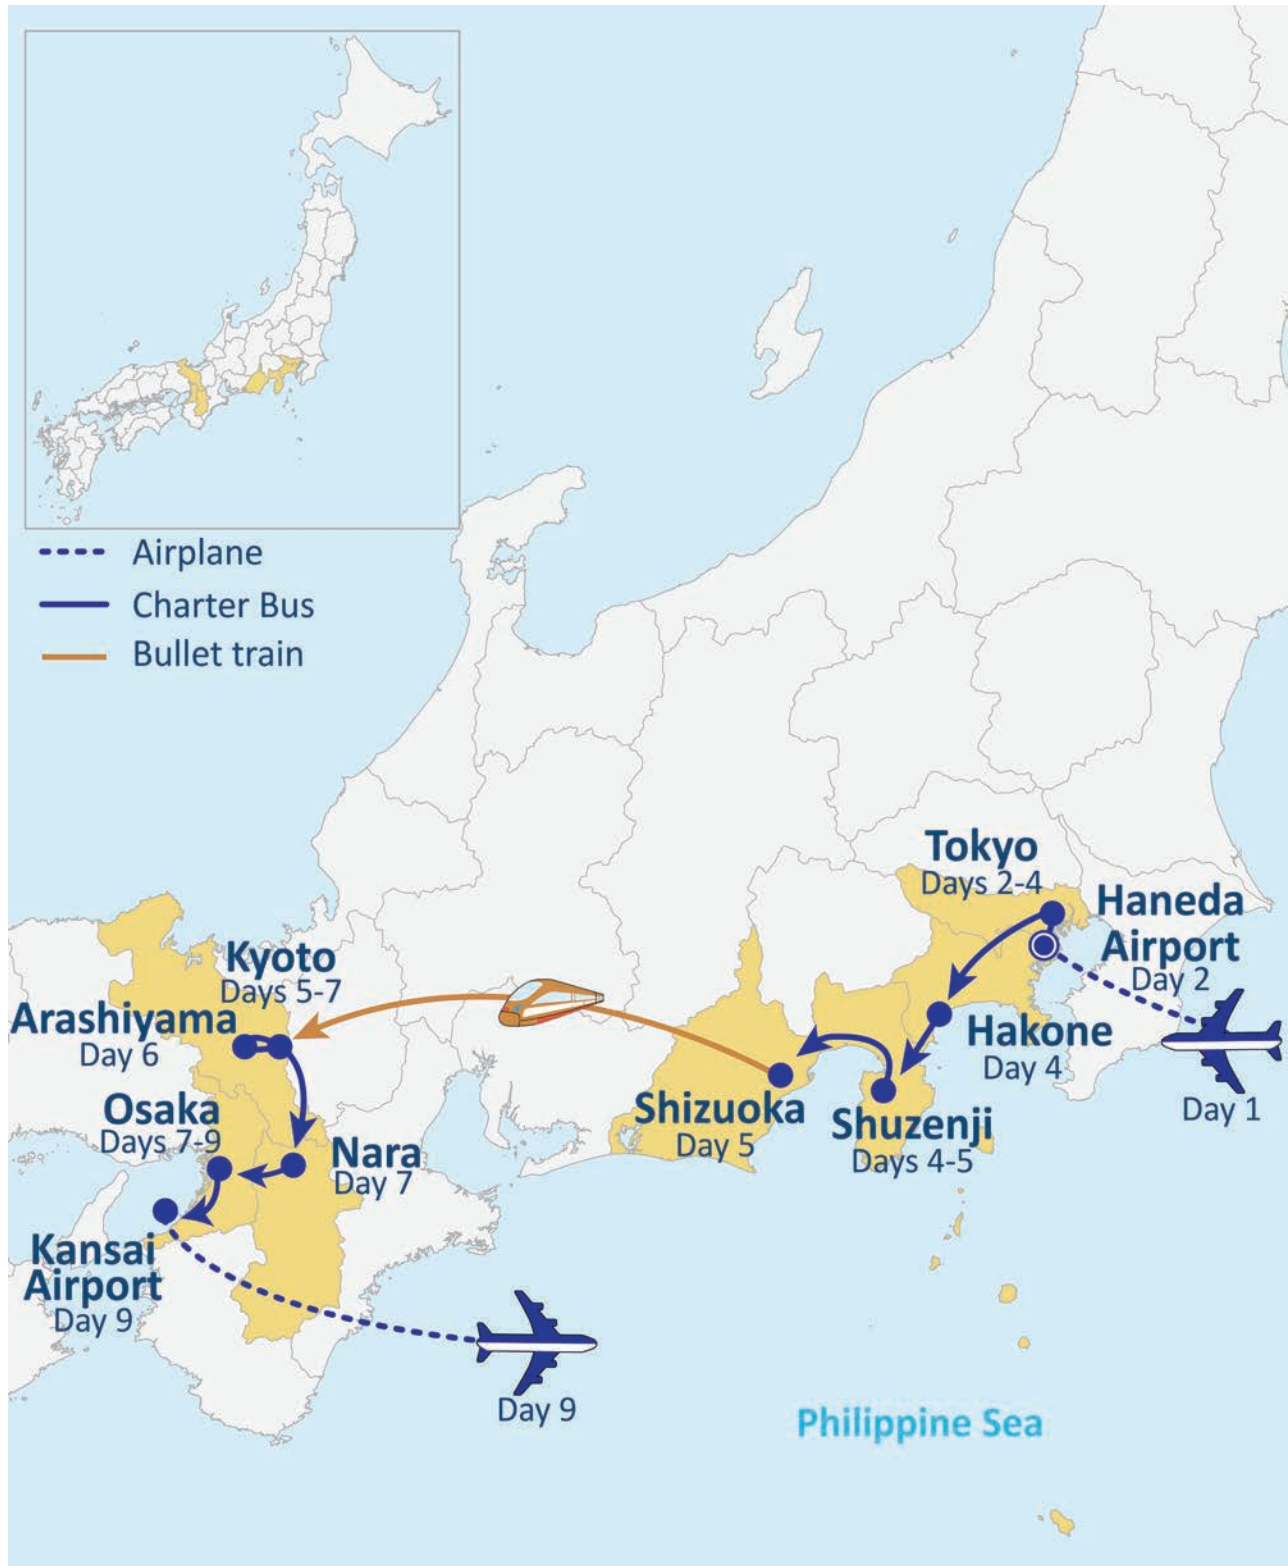 Airplane
Charter Bus
Bullet train
Tokyo
Days 2-4
Haneda
Airport
Day 2
Day 1
Hakone
Day 4
Shuzenji
Days 4-5
Shizuoka
Day 5
Kyoto
Days 5-7
Arashiyama
Day 6
Nara
Day 7
Osaka
Days 7-9
Kansai
Airport
Day 9
Day 9
Philippine Sea